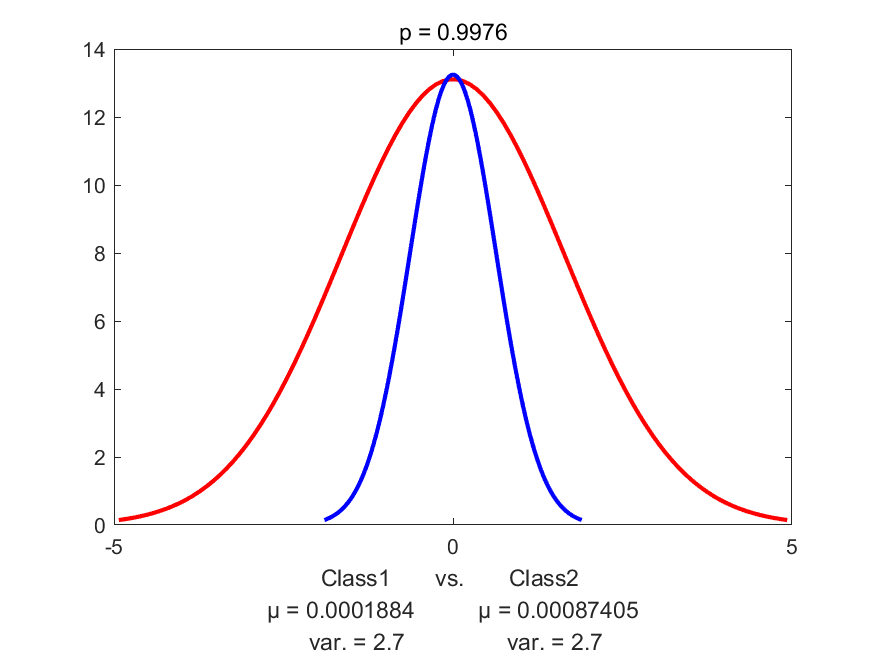 p = 0.9976
14
12
10
8
6
4
2
0
-5 0 5
Class1 vs. Class2
μ = 0.0001884 μ = 0.00087405
var. = 2.7 var. = 2.7